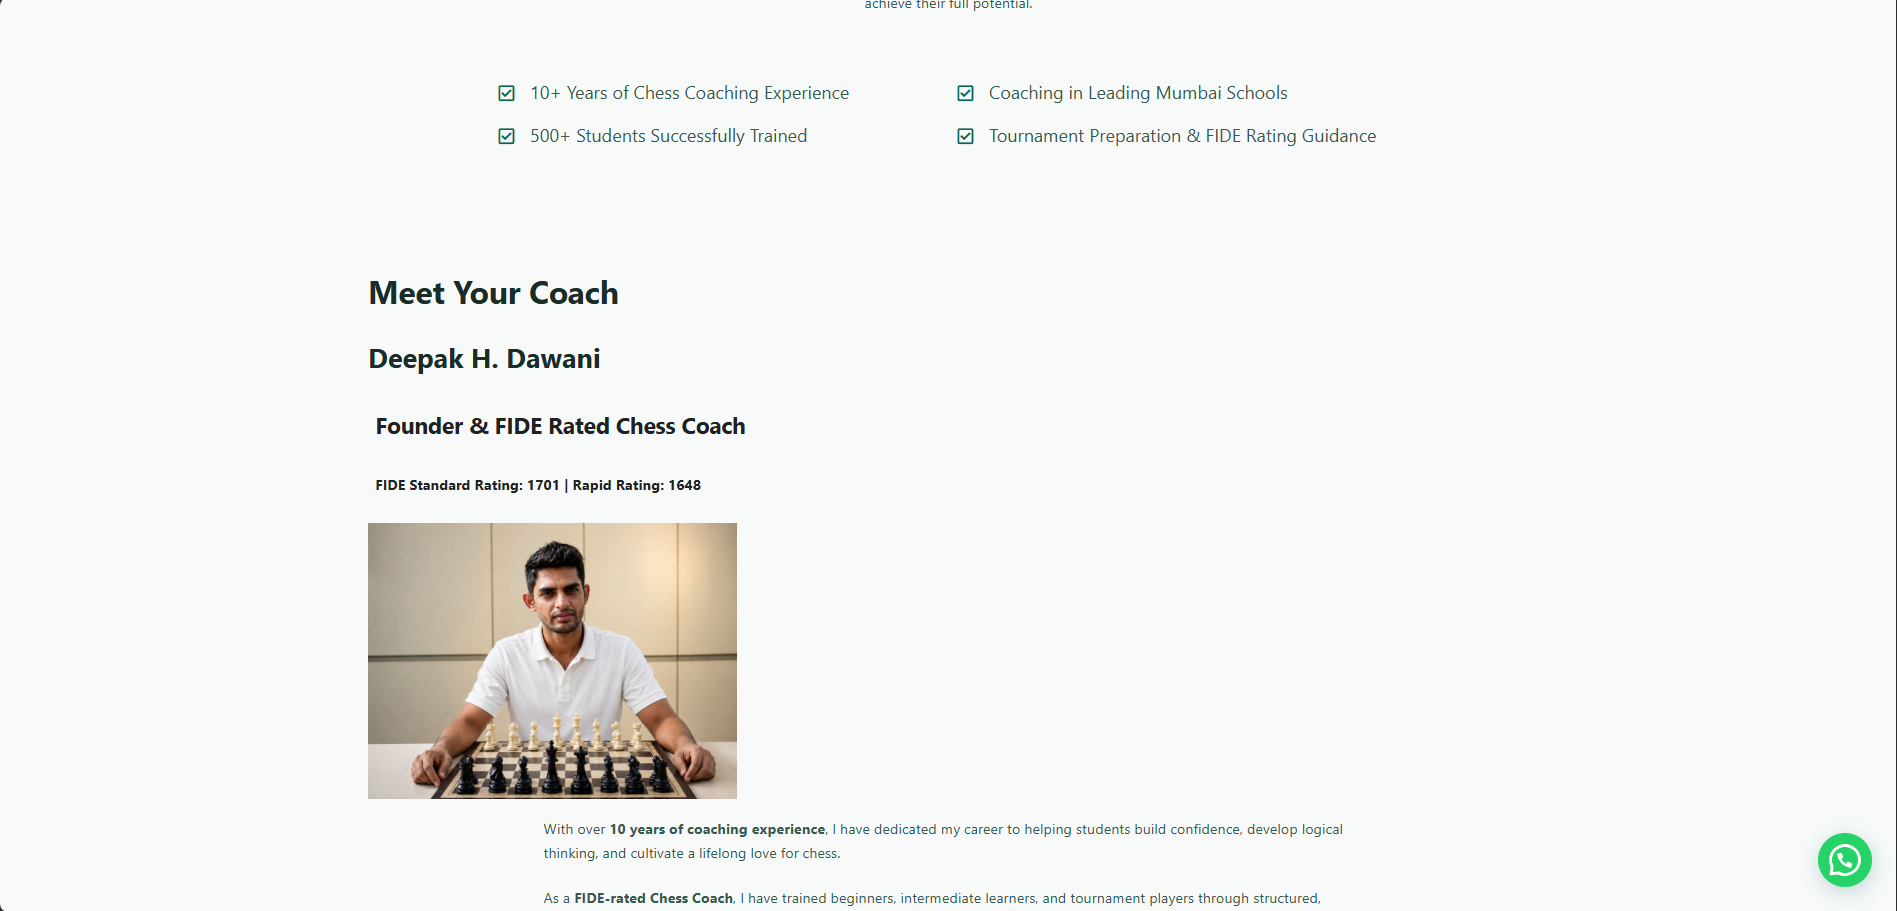 achieve their full potential.
10+ Years of Chess Coaching Experience
Coaching in Leading Mumbai Schools
500+ Students Successfully Trained
Tournament Preparation & FIDE Rating Guidance
Meet Your Coach
Deepak H. Dawani
Founder & FIDE Rated Chess Coach
FIDE Standard Rating: 1701 | Rapid Rating: 1648
With over 10 years of coaching experience, I have dedicated my career to helping students build confidence, develop logical
thinking, and cultivate a lifelong love for chess.
As a FIDE-rated Chess Coach, I have trained beginners, intermediate learners, and tournament players through structured,